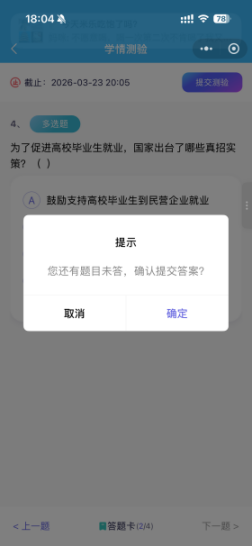 18:04
78
学情测验
截止：2026-03-23 20:05
提交测验
4、
多选题
为了促进高校毕业生就业，国家出台了哪些真招实
策？（ ）
A 鼓励支持高校毕业生到民营企业就业
提示
您还有题目未答，确认提交答案？
取消
确定
< 上一题
答题卡(2/4)
下一题 >